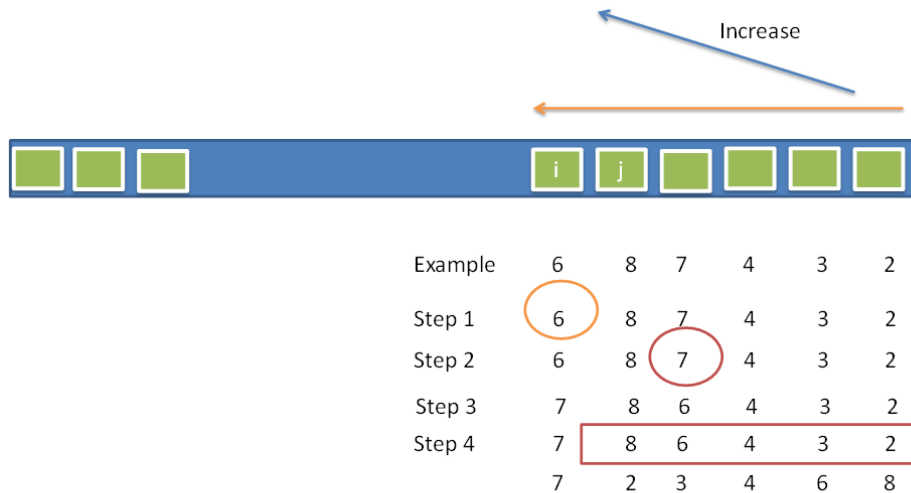 Increase
i j
Example 6 8 7 4 3 2
Step 1 6 8 7 4 3 2
Step 2 6 8 7 4 3 2
Step 3 7 8 6 4 3 2
Step 4 7 8 6 4 3 2
7 2 3 4 6 8